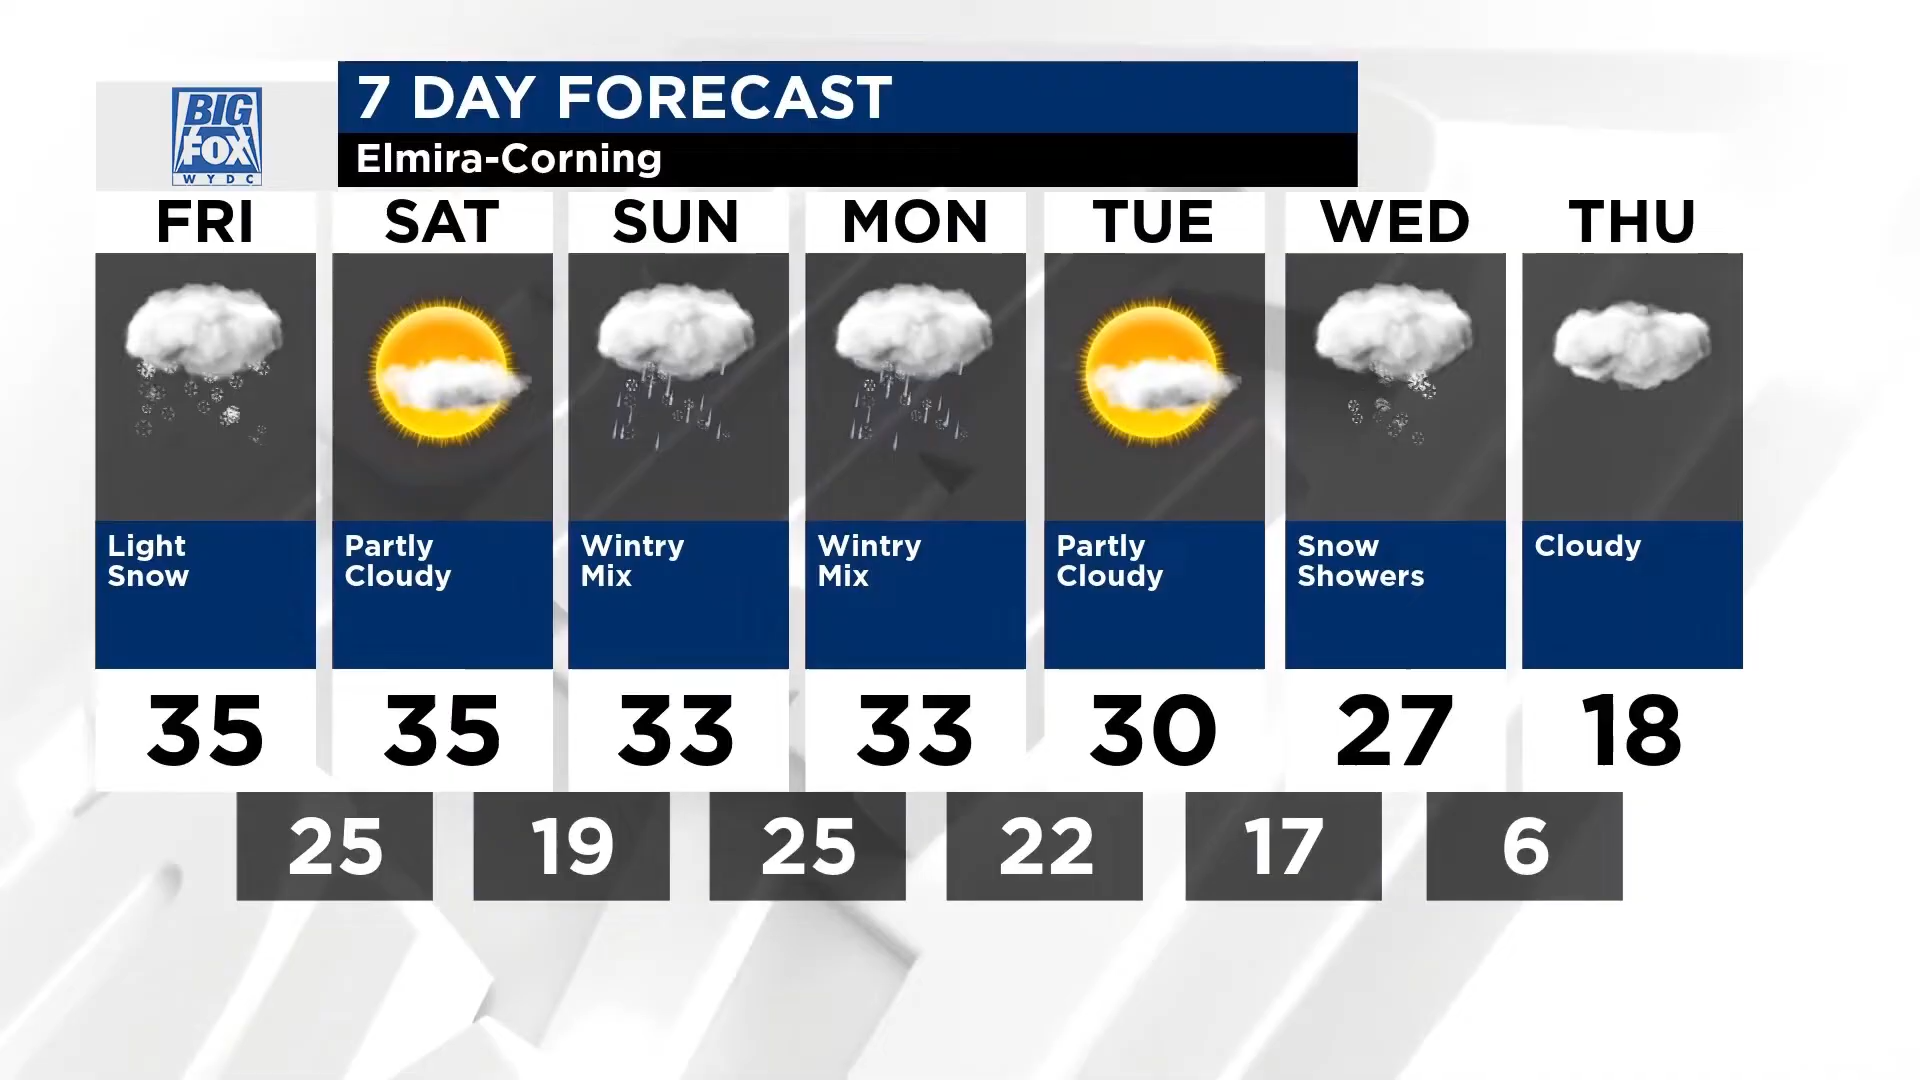 BIG
FOX
WYDC
7 DAY FORECAST
Elmira-Corning
FRI
SAT
SUN
MON
TUE
WED
THU
Light
Snow
Partly
Cloudy
Wintry
Mix
Wintry
Mix
Partly
Cloudy
Snow
Showers
Cloudy
35
35
33
33
30
27
18
25
19
25
22
17
6